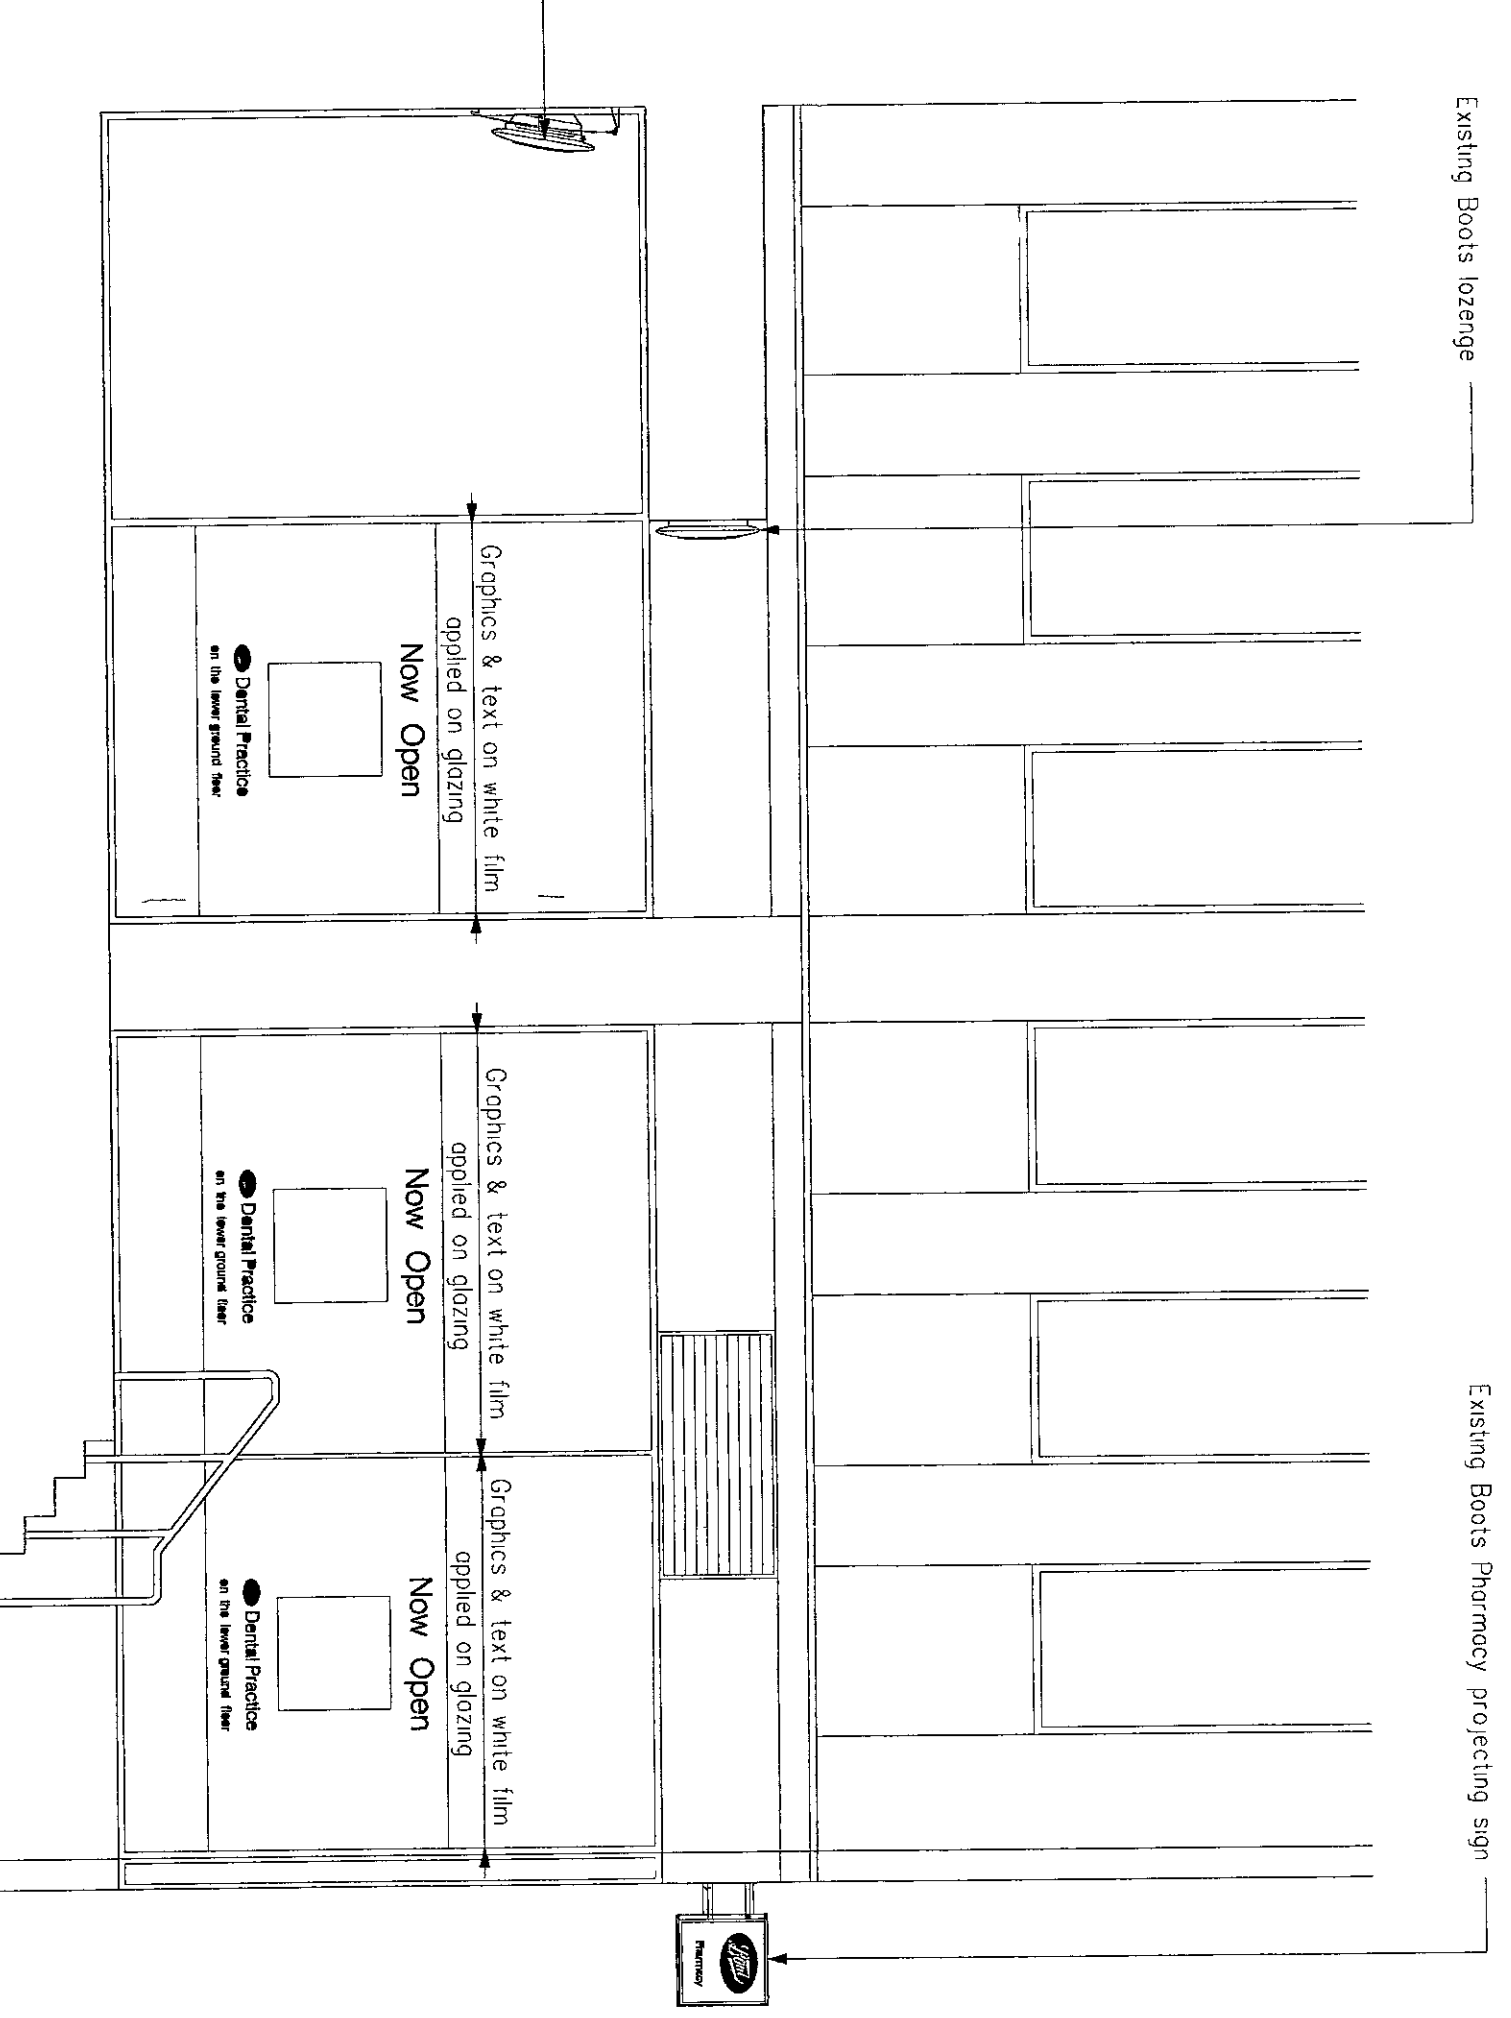 Existing Boots lozenge
Existing Boots Pharmacy projecting sign
Graphics & text on white film
applied on glazing
Now Open
Dental Practice
on the lower ground floor
Graphics & text on white film
applied on glazing
Now Open
Dental Practice
on the lower ground floor
Graphics & text on white film
applied on glazing
Now Open
Dental Practice
on the lower ground floor
Boots
Pharmacy